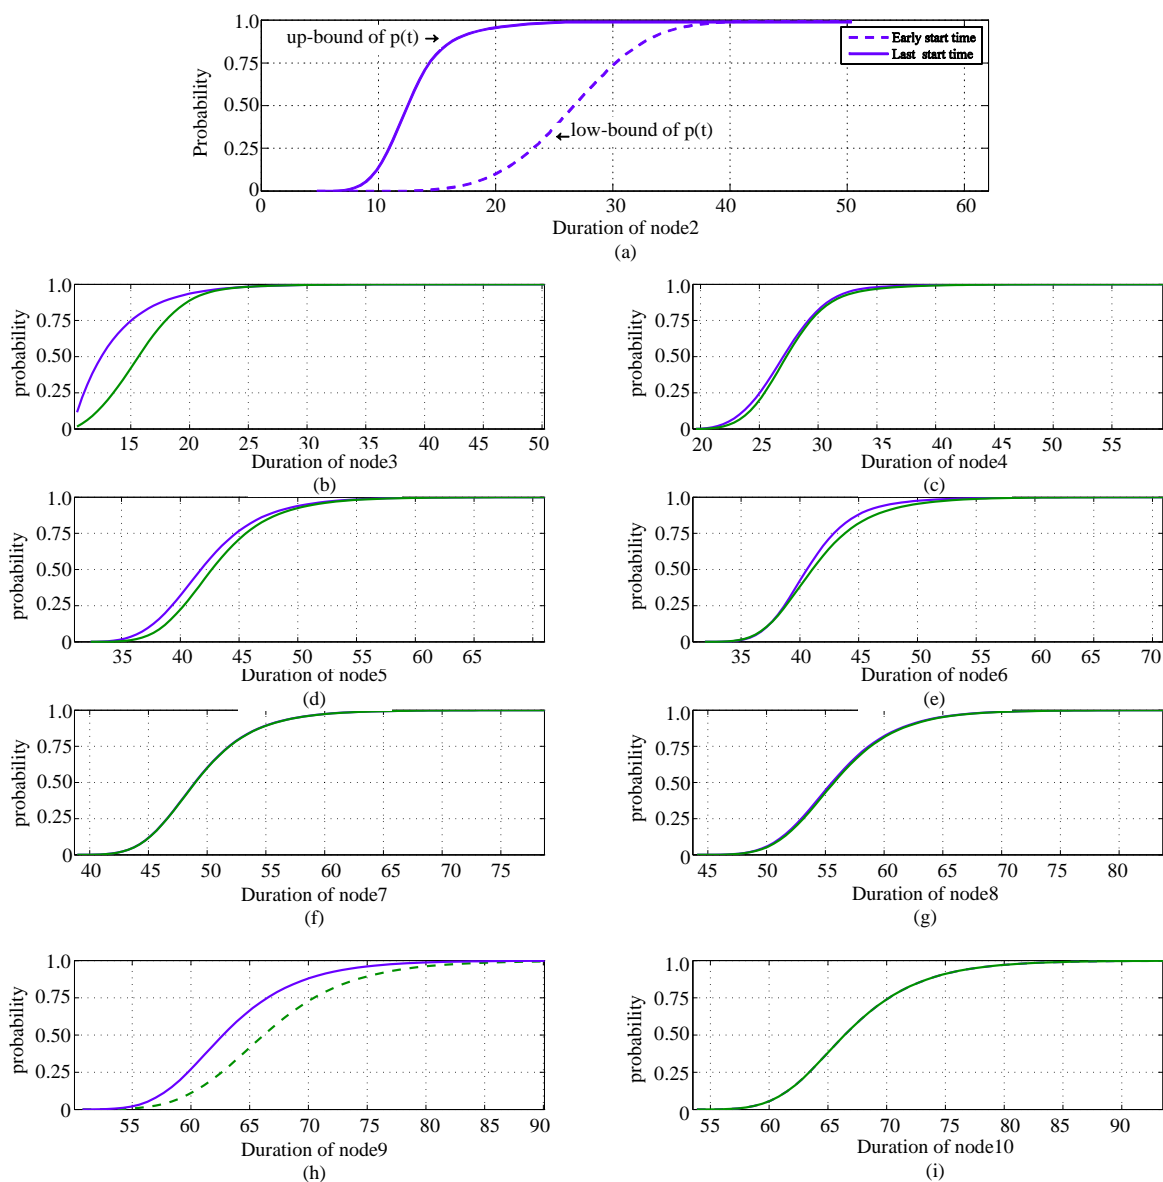 1.0
0.75
0.50
0.25
0
Probability
up-bound of p(t)
low-bound of p(t)
Early start time
Last start time
0 10 20 30 40 50 60
Duration of node2
(a)
1.0
0.75
0.50
0.25
0
probability
15 20 25 30 35 40 45 50
Duration of node3
(b)
1.0
0.75
0.50
0.25
0
probability
20 25 30 35 40 45 50 55
Duration of node4
(c)
1.0
0.75
0.50
0.25
0
probability
35 40 45 50 55 60 65
Duration of node5
(d)
1.0
0.75
0.50
0.25
0
probability
35 40 45 50 55 60 65 70
Duration of node6
(e)
1.0
0.75
0.50
0.25
0
probability
40 45 50 55 60 65 70 75
Duration of node7
(f)
1.0
0.75
0.50
0.25
0
probability
45 50 55 60 65 70 75 80
Duration of node8
(g)
1.0
0.75
0.50
0.25
0
probability
55 60 65 70 75 80 85 90
Duration of node9
(h)
1.0
0.75
0.50
0.25
0
probability
55 60 65 70 75 80 85 90
Duration of node10
(i)